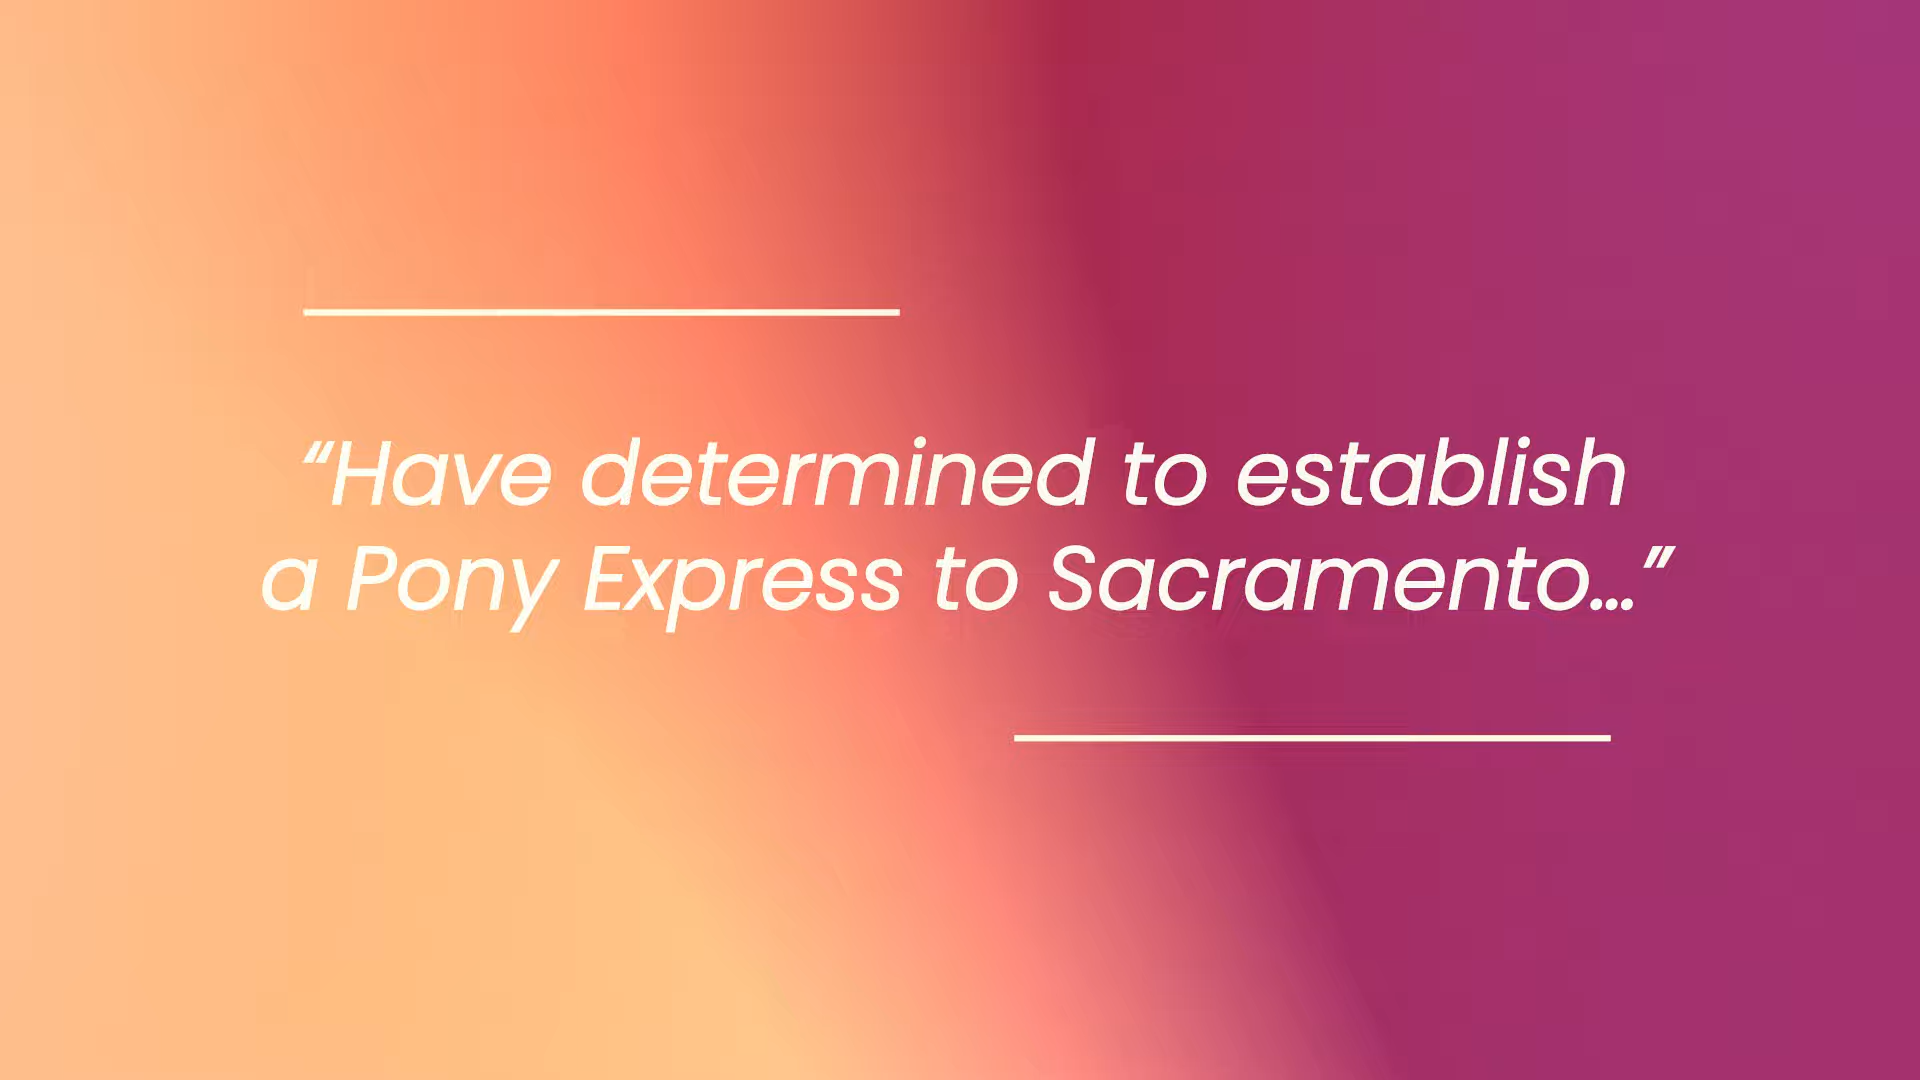 “Have determined to establish
a Pony Express to Sacramento...”